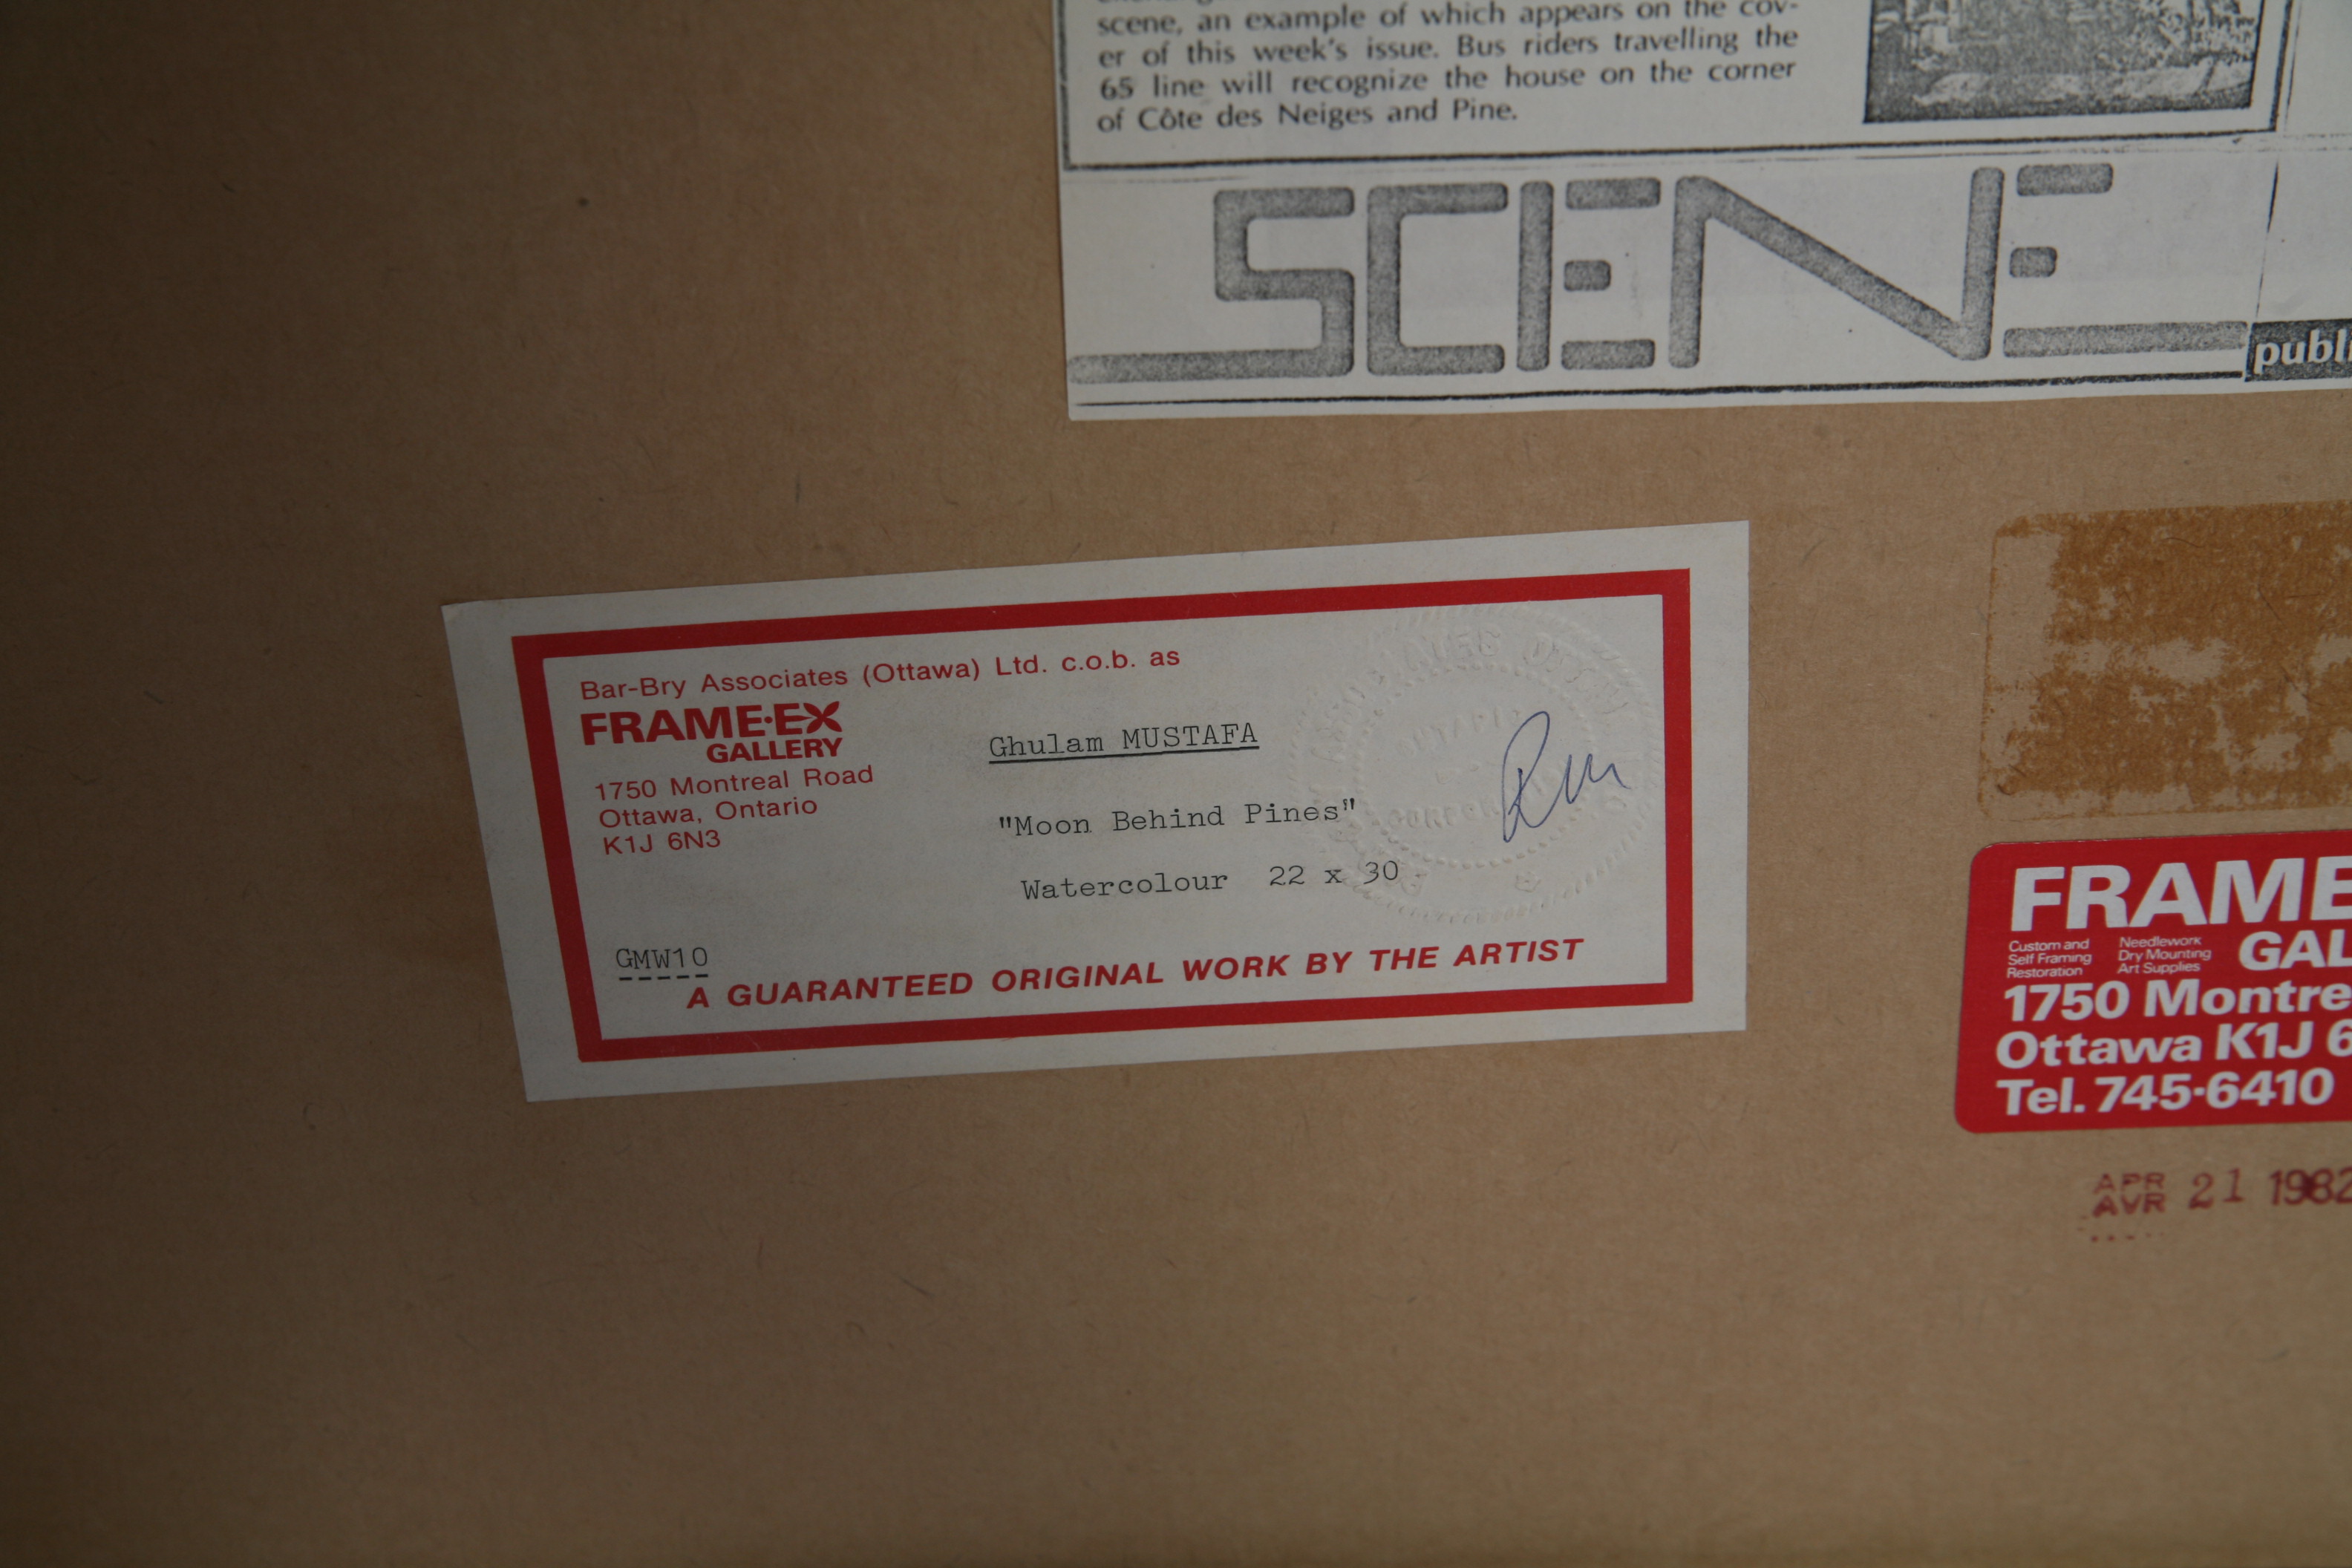 scene, an example of which appears on the cov-
er of this week's issue. Bus riders travelling the
65 line will recognize the house on the corner
of Côte des Neiges and Pine.
SCENE
Bar-Bry Associates (Ottawa) Ltd. c.o.b. as
FRAME·EX
GALLERY
1750 Montreal Road
Ottawa, Ontario
K1J 6N3
Ghulam MUSTAFA
"Moon Behind Pines"
Watercolour 22 x 30
GMW10
A GUARANTEED ORIGINAL WORK BY THE ARTIST
FRAME
Custom and
Self Framing
Restoration
Needlework
Dry Mounting
Art Supplies
GAL
1750 Montre
Ottawa K1J 6
Tel. 745-6410
APR
AVR 21 1982